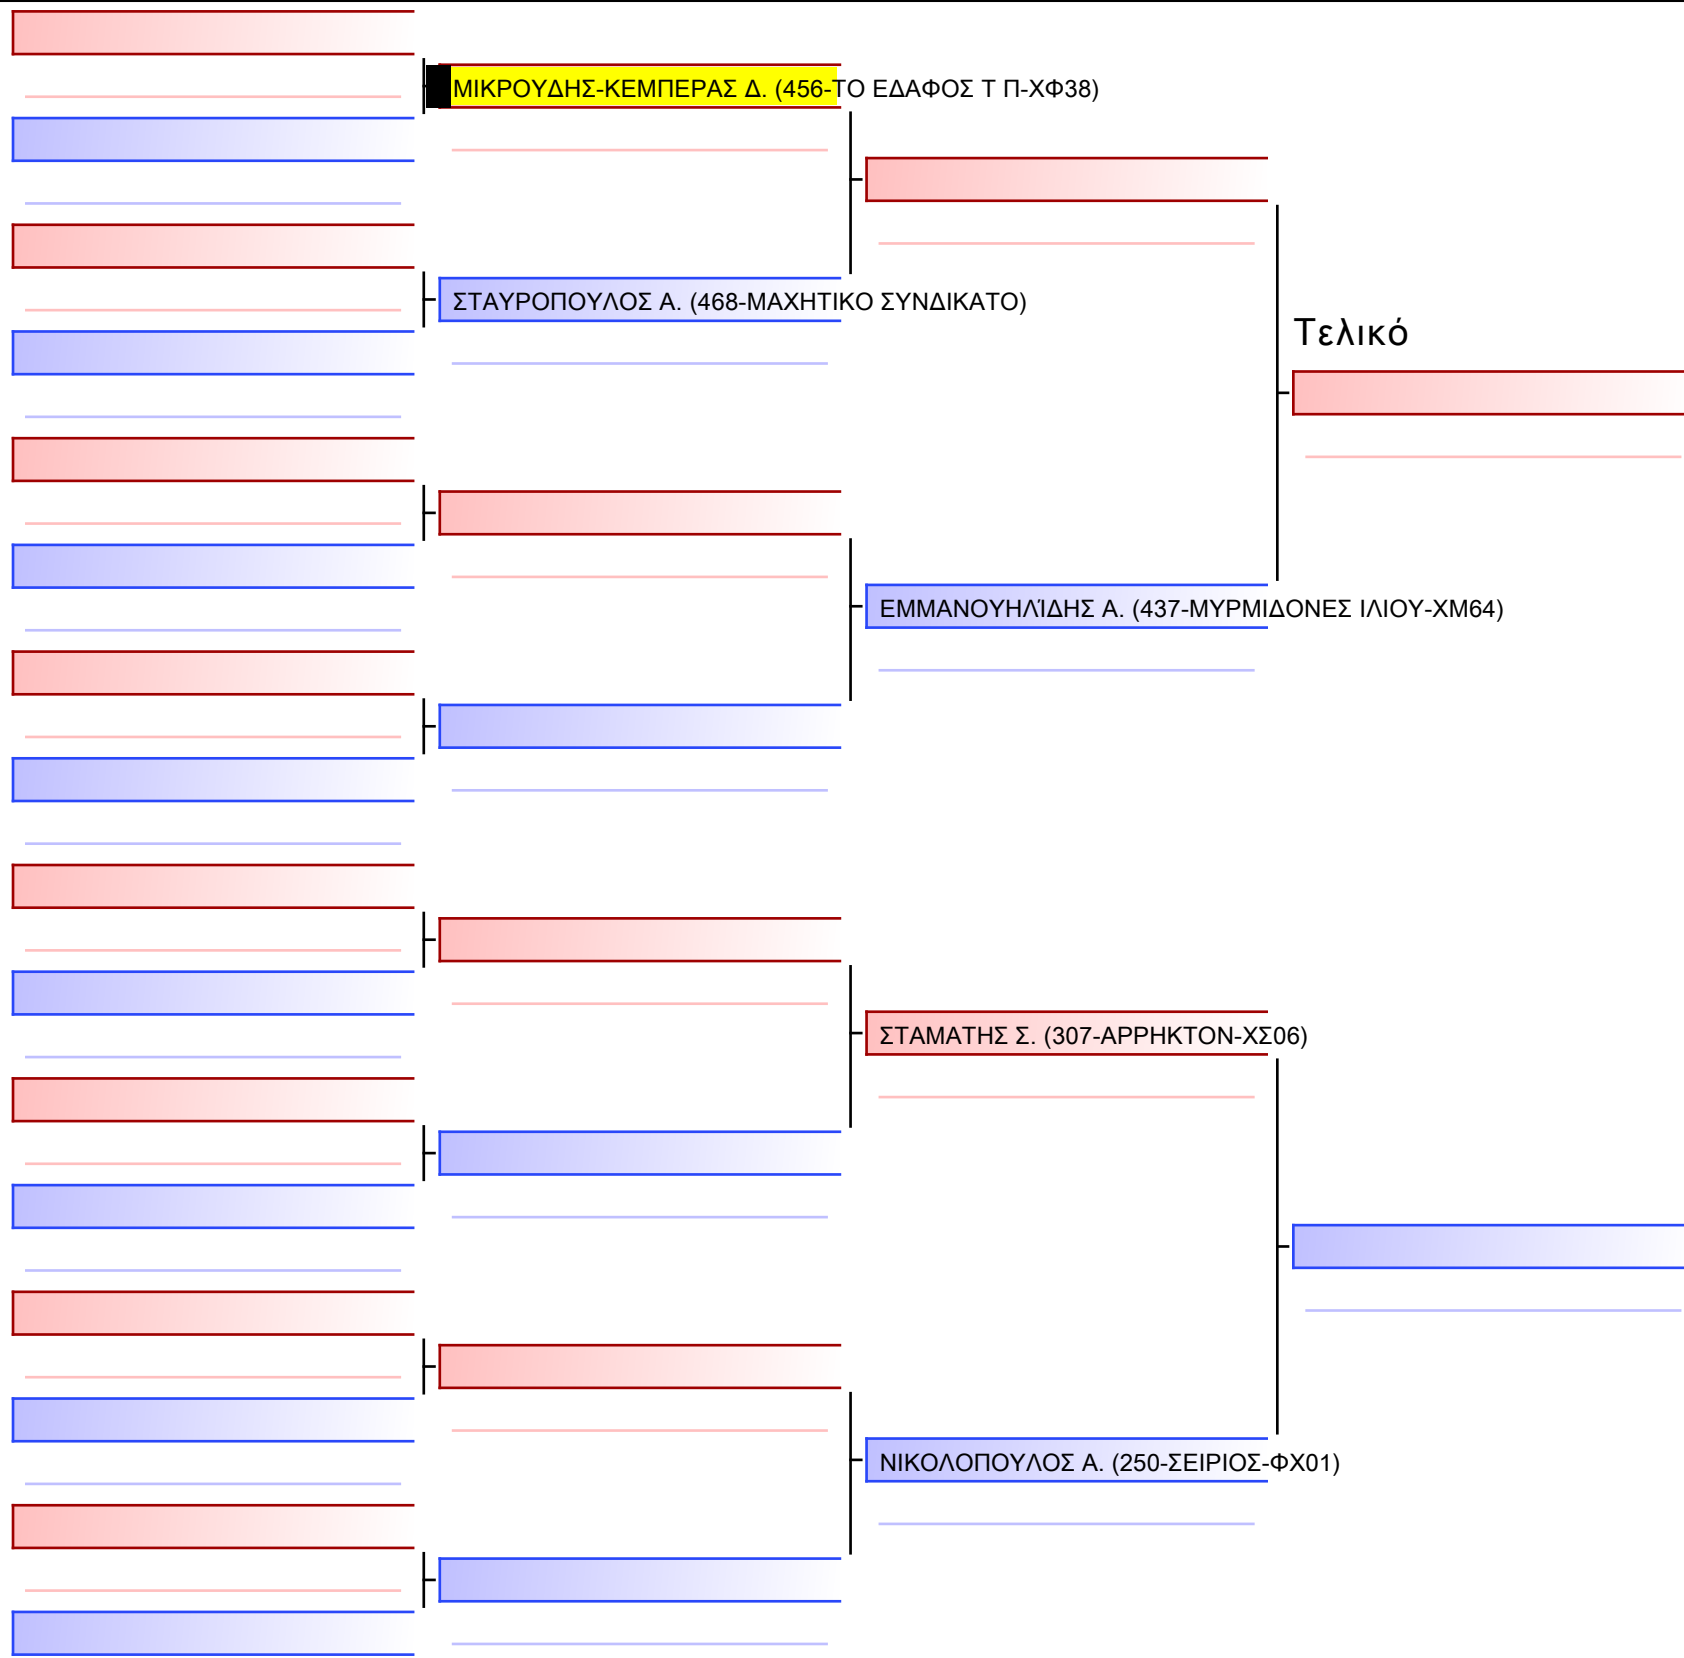 ΜΙΚΡΟΥΔΗΣ-ΚΕΜΠΕΡΑΣ Δ. (456-ΤΟ ΕΔΑΦΟΣ Τ Π-ΧΦ38)
ΣΤΑΥΡΟΠΟΥΛΟΣ Α. (468-ΜΑΧΗΤΙΚΟ ΣΥΝΔΙΚΑΤΟ)
Τελικό
ΕΜΜΑΝΟΥΗΛΊΔΗΣ Α. (437-ΜΥΡΜΙΔΟΝΕΣ ΙΛΙΟΥ-ΧΜ64)
ΣΤΑΜΑΤΗΣ Σ. (307-ΑΡΡΗΚΤΟΝ-ΧΣ06)
ΝΙΚΟΛΟΠΟΥΛΟΣ Α. (250-ΣΕΙΡΙΟΣ-ΦΧ01)